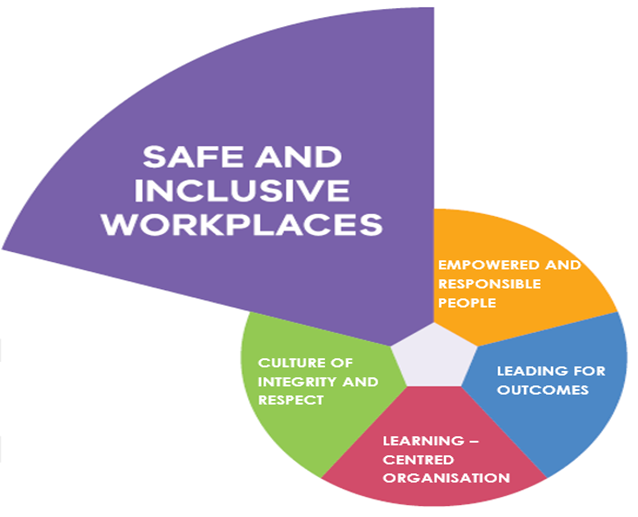 SAFE AND
INCLUSIVE
WORKPLACES
EMPOWERED AND
RESPONSIBLE
PEOPLE
LEADING FOR
OUTCOMES
LEARNING –
CENTRED
ORGANISATION
CULTURE OF
INTEGRITY AND
RESPECT